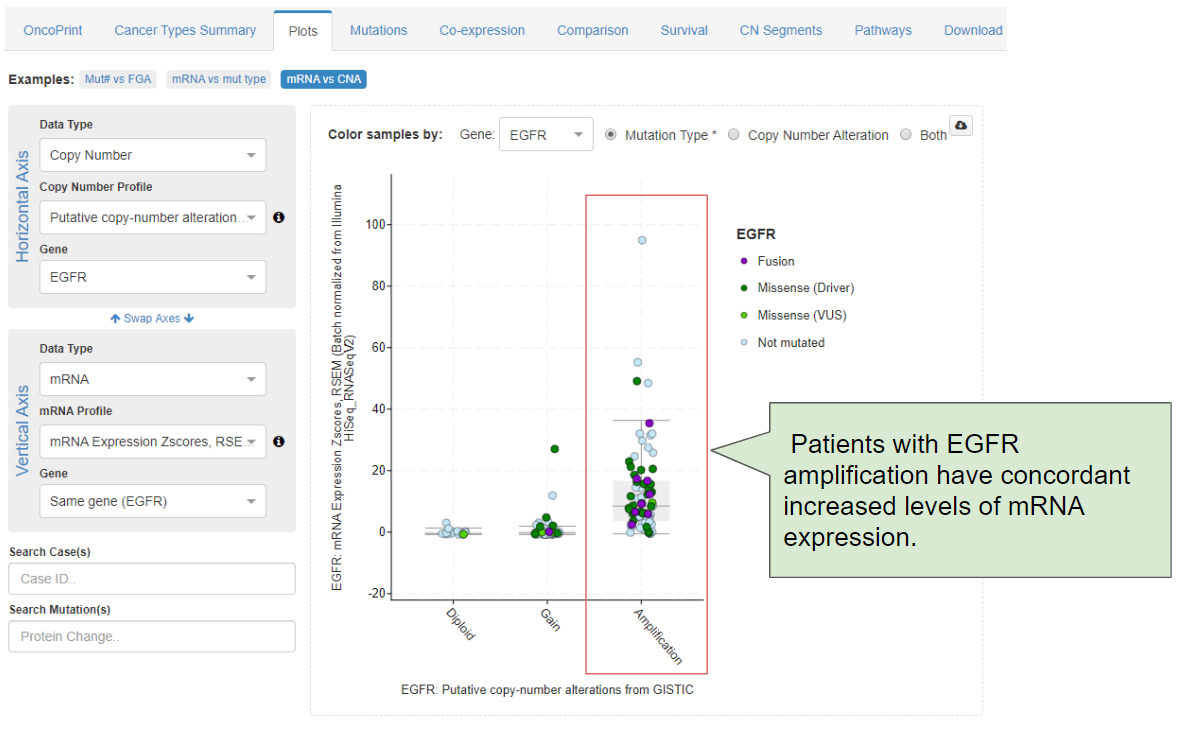 OncoPrint Cancer Types Summary Plots Mutations Co-expression Comparison Survival CN Segments Pathways Download
Examples: Mut# vs FGA mRNA vs mut type mRNA vs CNA
Horizontal Axis
Data Type
Copy Number
Copy Number Profile
Putative copy-number alteration...
Gene
EGFR
Swap Axes
Vertical Axis
Data Type
mRNA
mRNA Profile
mRNA Expression Zscores, RSE...
Gene
Same gene (EGFR)
Search Case(s)
Case ID..
Search Mutation(s)
Protein Change..
Color samples by: Gene: EGFR Mutation Type * Copy Number Alteration Both
EGFR: mRNA Expression Zscores, RSEM (Batch normalized from Illumina
HiSeq_RNASeqV2)
100
80
60
40
20
0
-20
Diploid
Gain
Amplification
EGFR: Putative copy-number alterations from GISTIC
EGFR
Fusion
Missense (Driver)
Missense (VUS)
Not mutated
Patients with EGFR
amplification have concordant
increased levels of mRNA
expression.